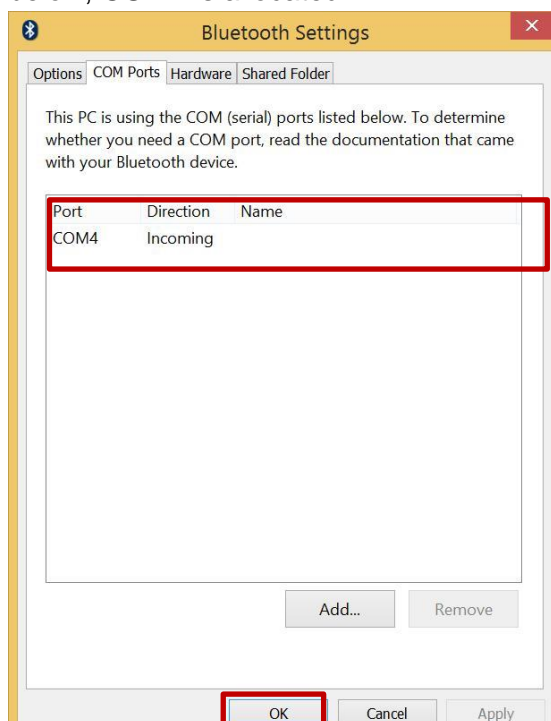 Bluetooth Settings
Options COM Ports Hardware Shared Folder
This PC is using the COM (serial) ports listed below. To determine
whether you need a COM port, read the documentation that came
with your Bluetooth device.
Port Direction Name
COM4 Incoming
Add... Remove
OK Cancel Apply